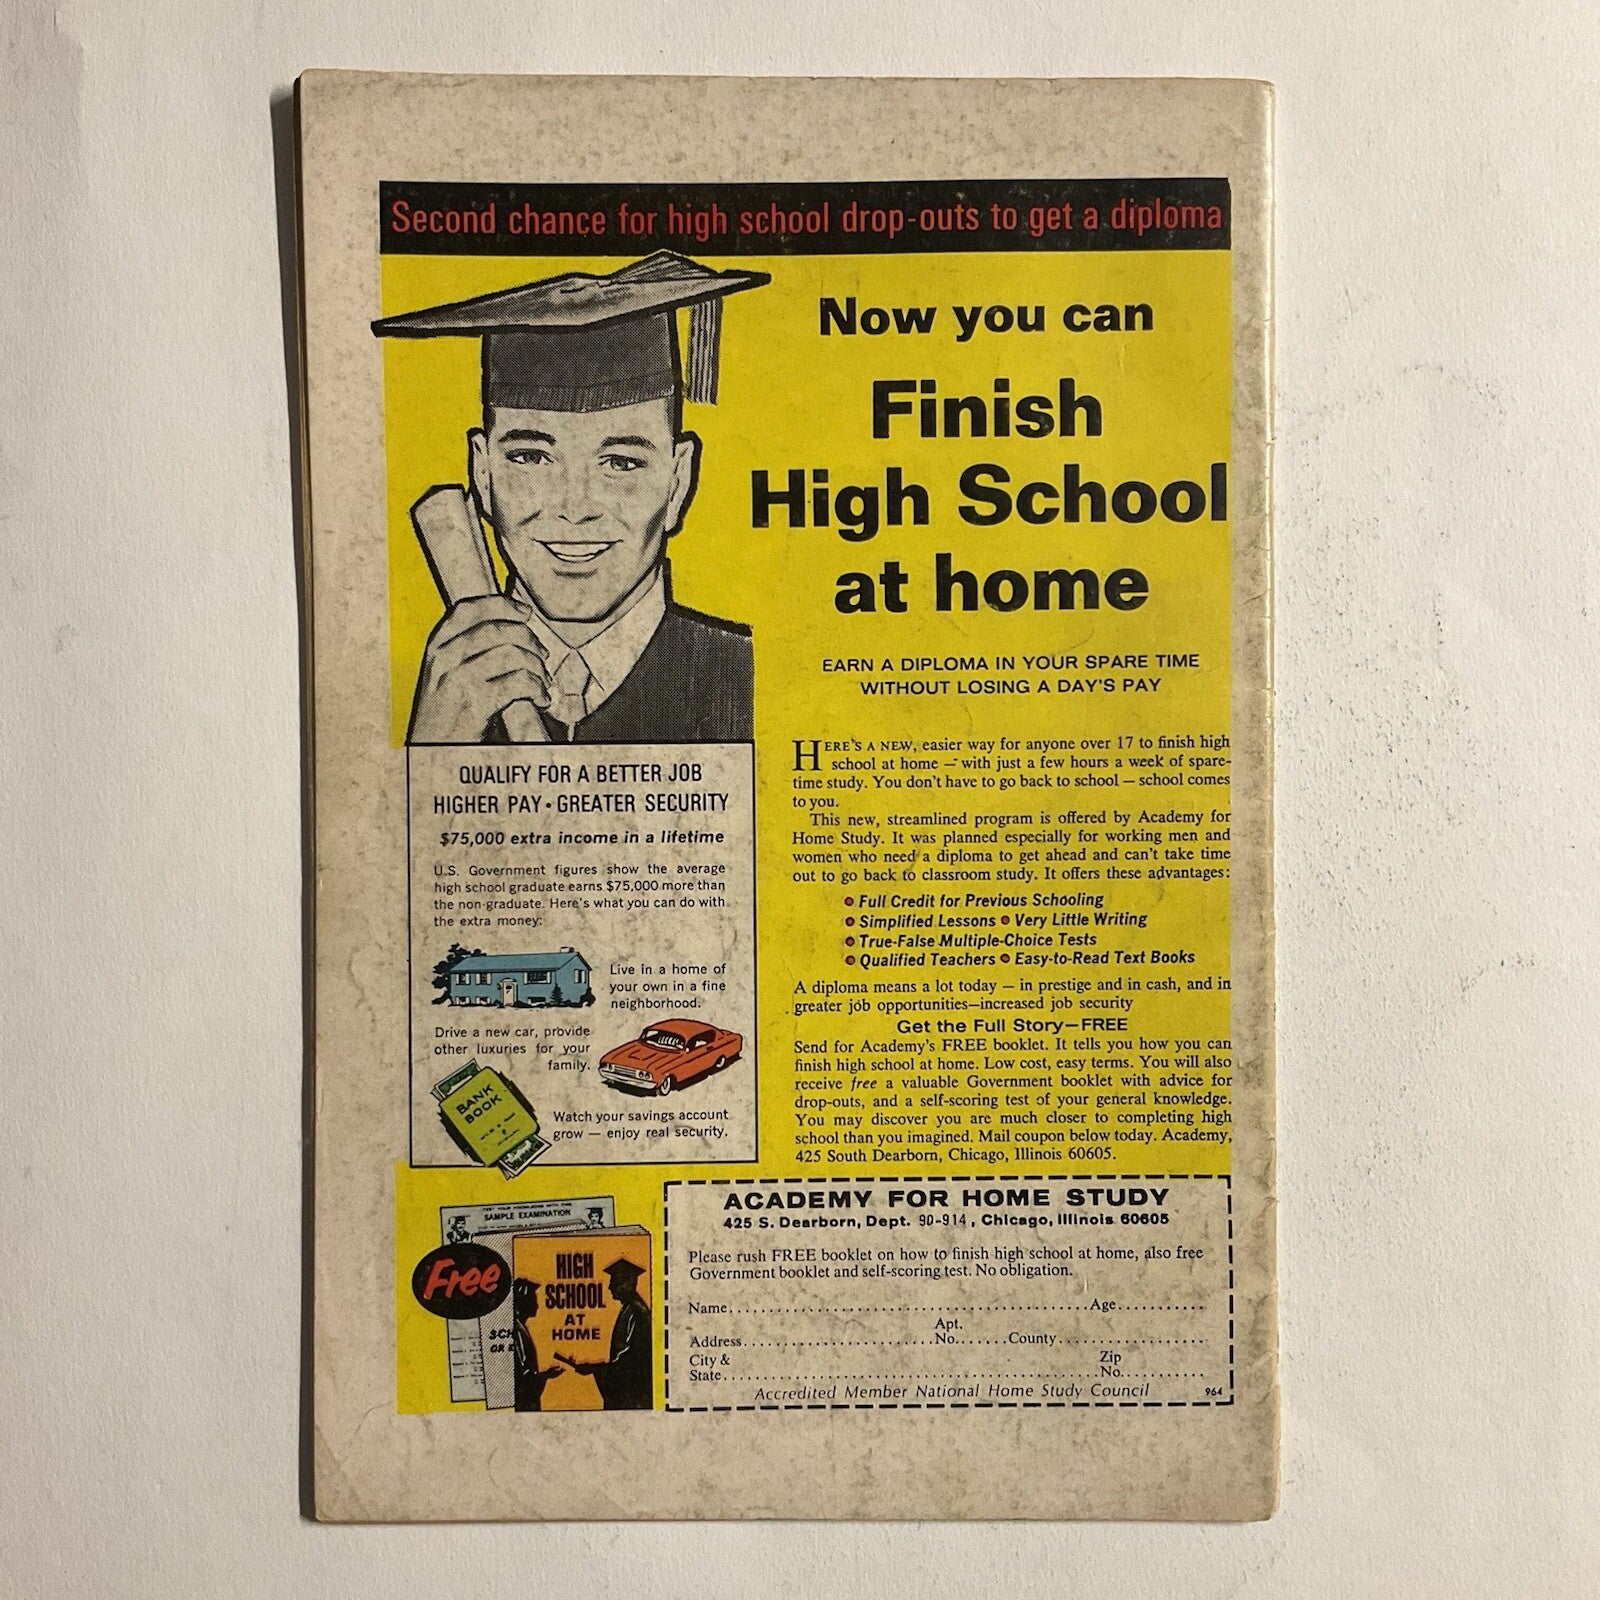 Second chance for high school drop-outs to get a diploma
Now you can
Finish
High School
at home
EARN A DIPLOMA IN YOUR SPARE TIME
WITHOUT LOSING A DAY'S PAY
HERE'S A NEW, easier way for anyone over 17 to finish high
school at home — with just a few hours a week of spare-
time study. You don't have to go back to school — school comes
to you.
This new, streamlined program is offered by Academy for
Home Study. It was planned especially for working men and
women who need a diploma to get ahead and can't take time
out to go back to classroom study. It offers these advantages:
• Full Credit for Previous Schooling
• Simplified Lessons • Very Little Writing
• True-False Multiple-Choice Tests
• Qualified Teachers • Easy-to-Read Text Books
A diploma means a lot today — in prestige and in cash, and in
greater job opportunities—increased job security
Get the Full Story—FREE
Send for Academy's FREE booklet. It tells you how you can
finish high school at home. Low cost, easy terms. You will also
receive free a valuable Government booklet with advice for
drop-outs, and a self-scoring test of your general knowledge.
You may discover you are much closer to completing high
school than you imagined. Mail coupon below today. Academy,
425 South Dearborn, Chicago, Illinois 60605.
QUALIFY FOR A BETTER JOB
HIGHER PAY • GREATER SECURITY
$75,000 extra income in a lifetime
U.S. Government figures show the average
high school graduate earns $75,000 more than
the non-graduate. Here's what you can do with
the extra money:
Live in a home of
your own in a fine
neighborhood.
Drive a new car, provide
other luxuries for your
family.
BANK
BOOK
Watch your savings account
grow — enjoy real security.
TEST YOUR KNOWLEDGE WITH THIS
SAMPLE EXAMINATION
Free
HIGH
SCHOOL
AT
HOME
SCH
OR
ACADEMY FOR HOME STUDY
425 S. Dearborn, Dept. 90-914, Chicago, Illinois 60605
Please rush FREE booklet on how to finish high school at home, also free
Government booklet and self-scoring test. No obligation.
Name Age
Apt.
Address No. County
City & Zip
State No.
Accredited Member National Home Study Council 964